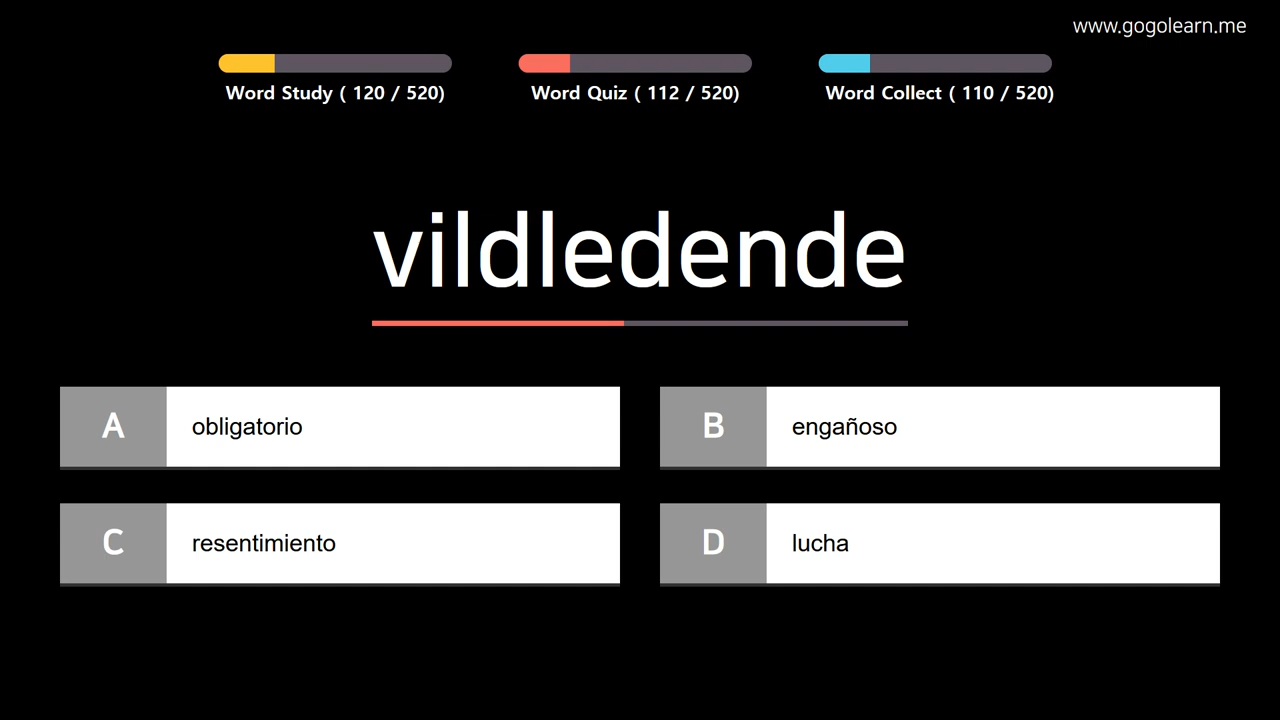 www.gogolearn.me
Word Study ( 120 / 520)
Word Quiz ( 112 / 520)
Word Collect ( 110 / 520)
vildledende
A obligatorio
B engañoso
C resentimiento
D lucha